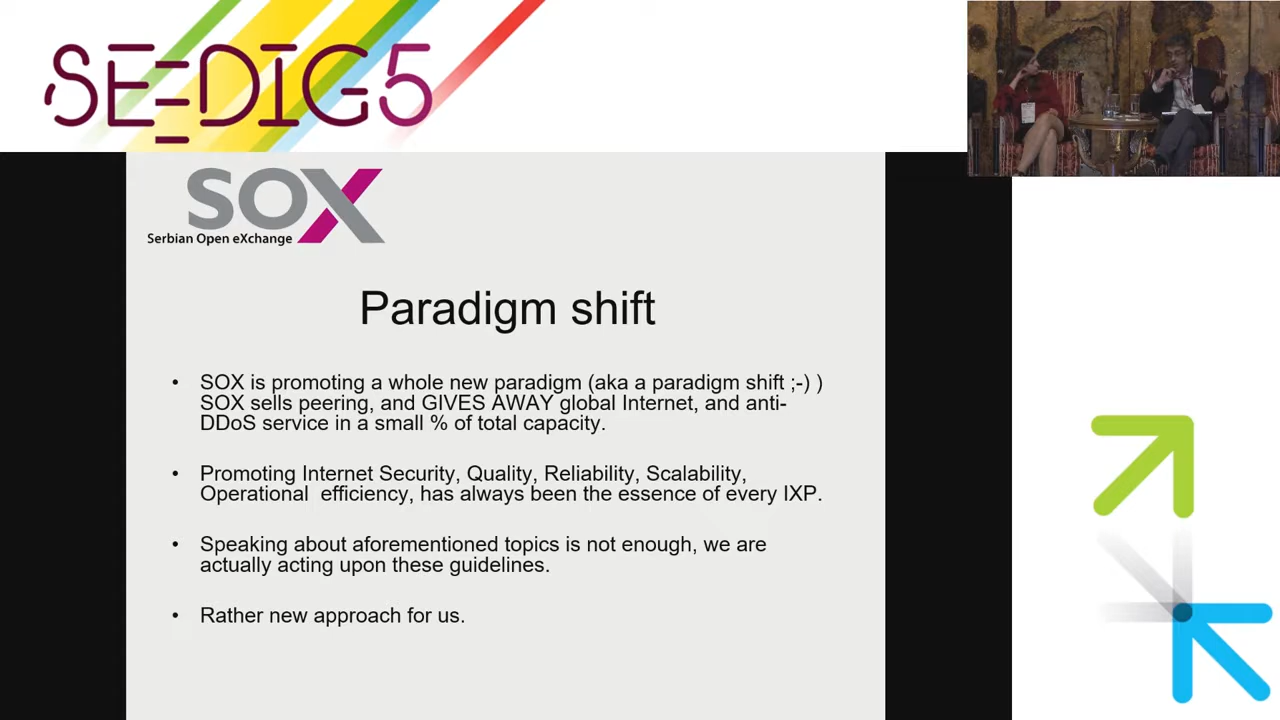 SEEDIG5
SOX
Serbian Open eXchange
Paradigm shift
• SOX is promoting a whole new paradigm (aka a paradigm shift ;-) )
SOX sells peering, and GIVES AWAY global Internet, and anti-
DDoS service in a small % of total capacity.
• Promoting Internet Security, Quality, Reliability, Scalability,
Operational  efficiency, has always been the essence of every IXP.
• Speaking about aforementioned topics is not enough, we are
actually acting upon these guidelines.
• Rather new approach for us.